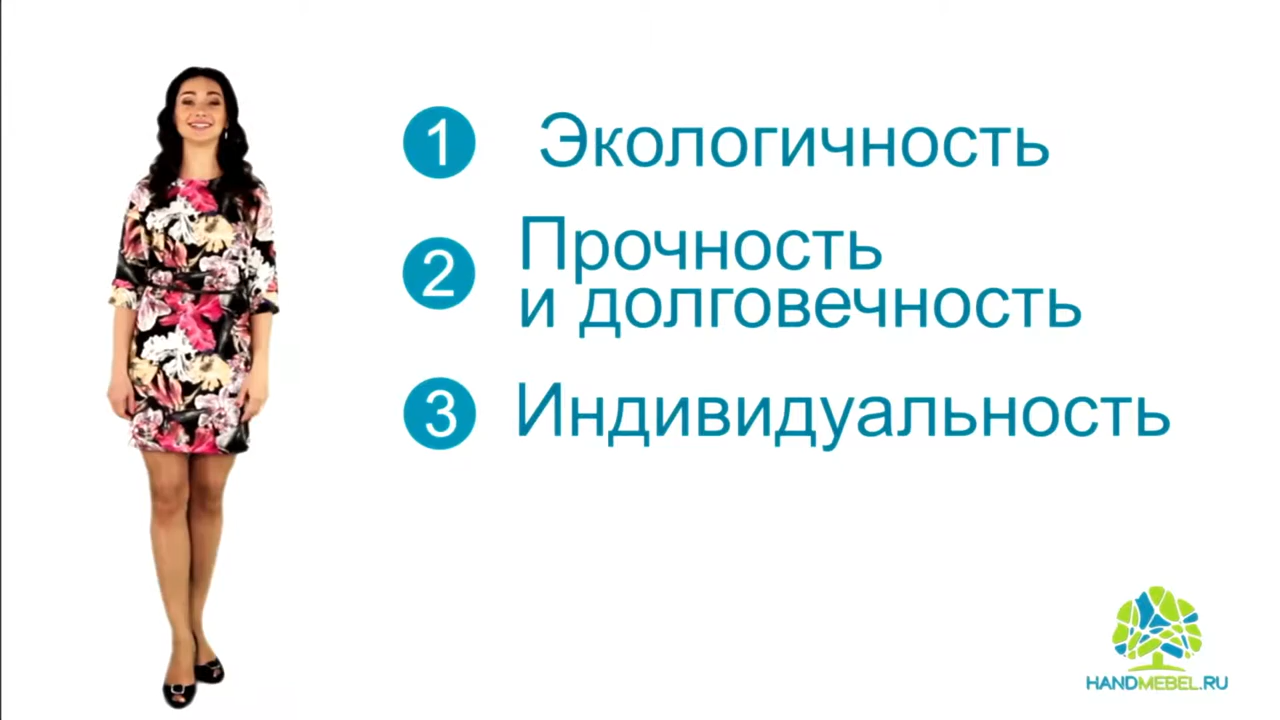 1 Экологичность
2 Прочность
и долговечность
3 Индивидуальность
HANDMEBEL.RU